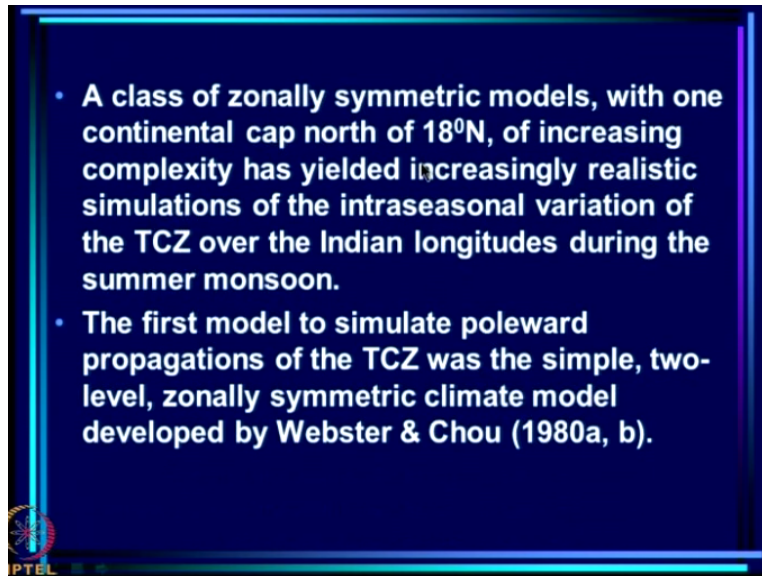 • A class of zonally symmetric models, with one
continental cap north of 18⁰N, of increasing
complexity has yielded increasingly realistic
simulations of the intraseasonal variation of
the TCZ over the Indian longitudes during the
summer monsoon.
• The first model to simulate poleward
propagations of the TCZ was the simple, two-
level, zonally symmetric climate model
developed by Webster & Chou (1980a, b).
IPTEL